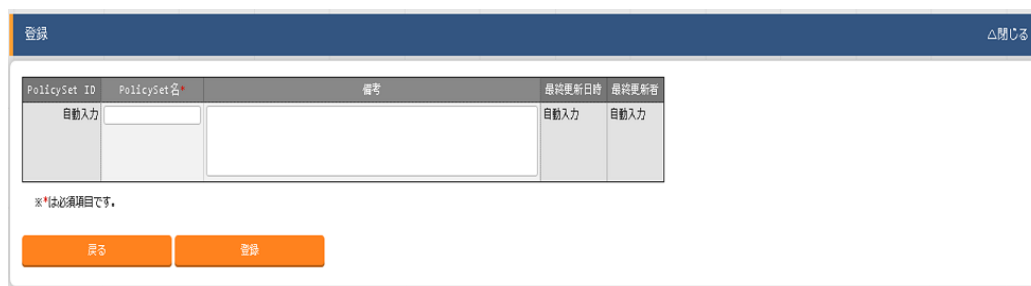 登録 △閉じる
PolicySet ID PolicySet名* 備考 最終更新日時 最終更新者
自動入力 自動入力 自動入力
※*は必須項目です。
戻る 登録